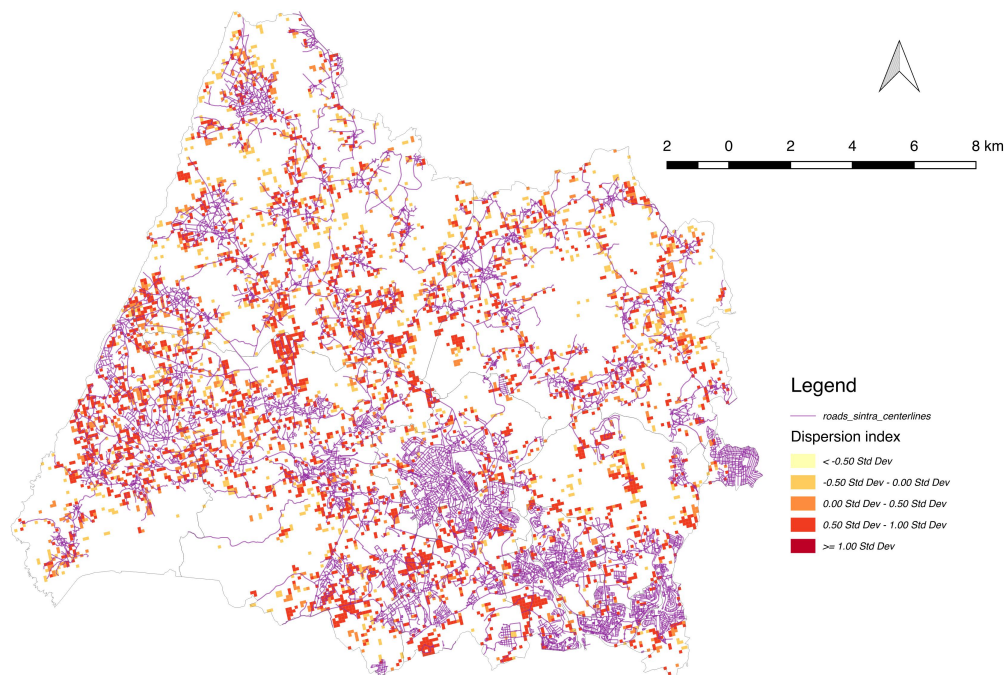 2 0 2 4 6 8 km
Legend
roads_sintra_centerlines
Dispersion index
< -0.50 Std Dev
-0.50 Std Dev - 0.00 Std Dev
0.00 Std Dev - 0.50 Std Dev
0.50 Std Dev - 1.00 Std Dev
>= 1.00 Std Dev